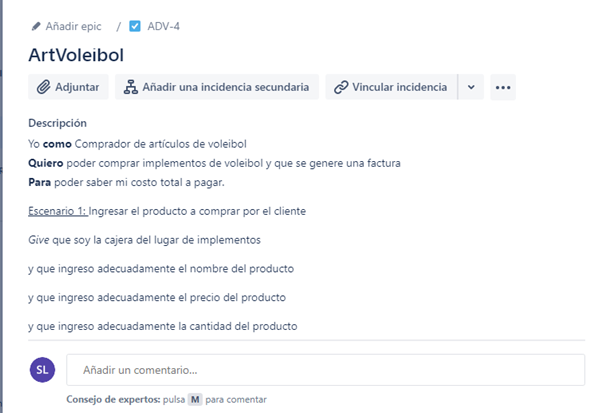 Añadir epic / ADV-4
ArtVoleibol
Adjuntar Añadir una incidencia secundaria Vincular incidencia
Descripción
Yo como Comprador de artículos de voleibol
Quiero poder comprar implementos de voleibol y que se genere una factura
Para poder saber mi costo total a pagar.
Escenario 1: Ingresar el producto a comprar por el cliente
Give que soy la cajera del lugar de implementos
y que ingreso adecuadamente el nombre del producto
y que ingreso adecuadamente el precio del producto
y que ingreso adecuadamente la cantidad del producto
SL Añadir un comentario...
Consejo de expertos: pulsa M para comentar